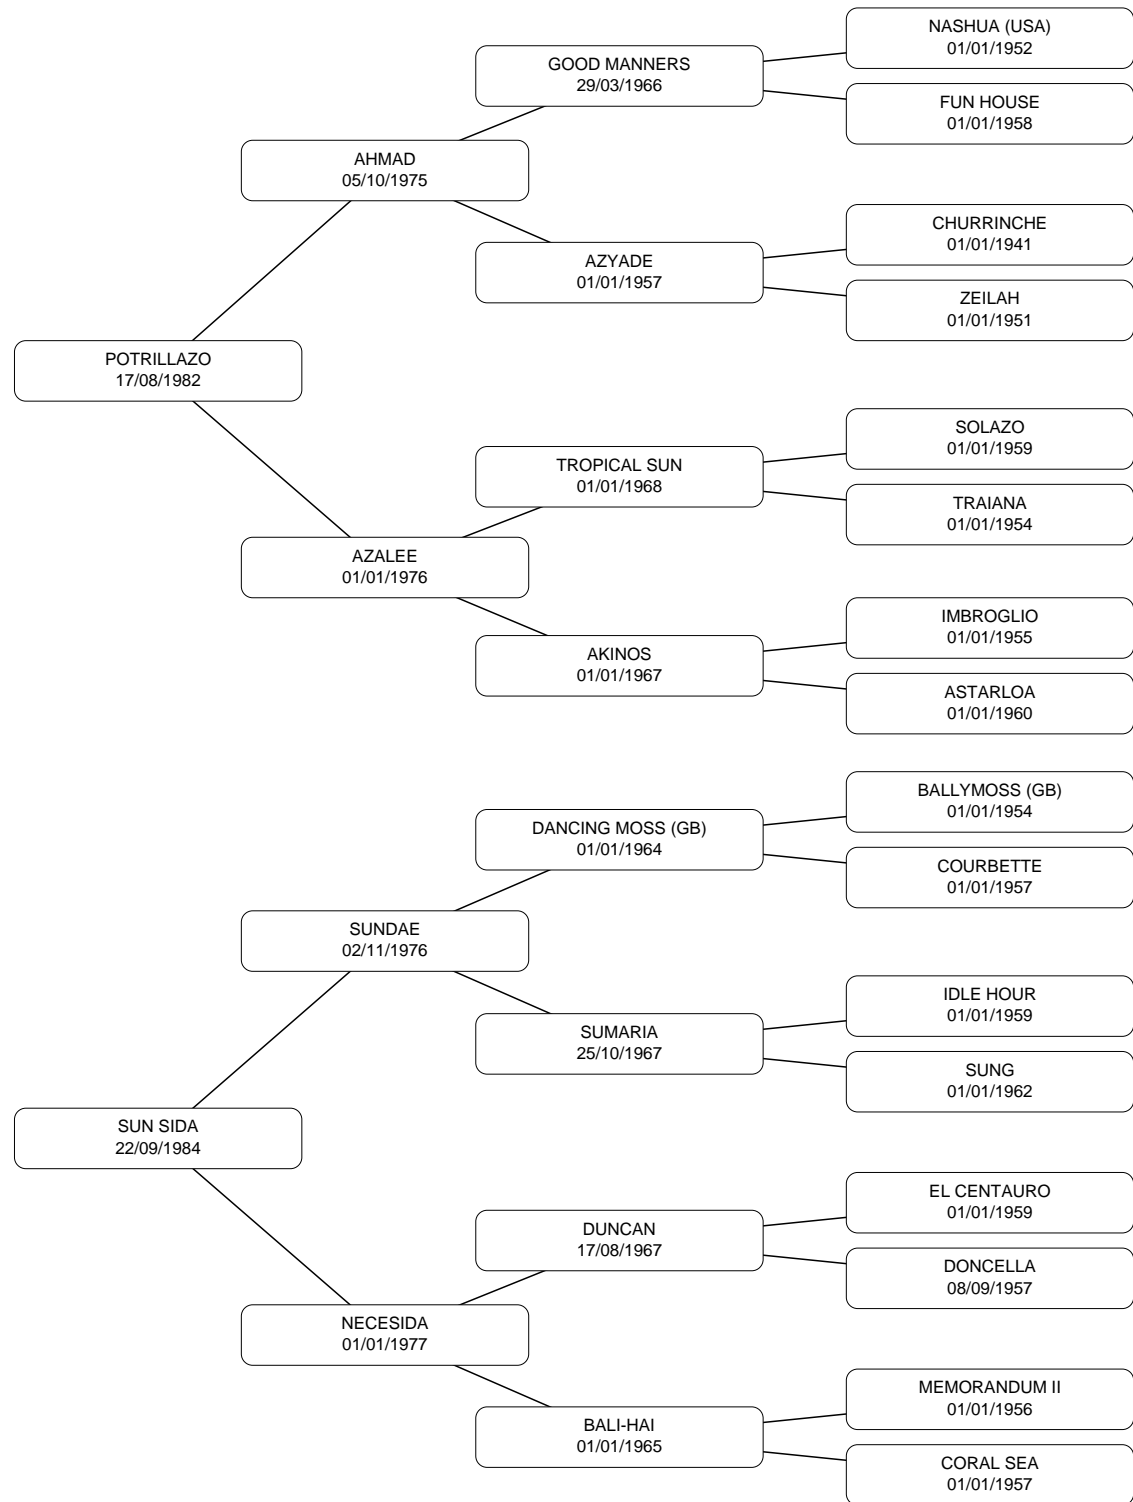 NASHUA (USA)
01/01/1952
GOOD MANNERS
29/03/1966
FUN HOUSE
01/01/1958
AHMAD
05/10/1975
CHURRINCHE
01/01/1941
AZYADE
01/01/1957
ZEILAH
01/01/1951
POTRILLAZO
17/08/1982
SOLAZO
01/01/1959
TROPICAL SUN
01/01/1968
TRAIANA
01/01/1954
AZALEE
01/01/1976
IMBROGLIO
01/01/1955
AKINOS
01/01/1967
ASTARLOA
01/01/1960
BALLYMOSS (GB)
01/01/1954
DANCING MOSS (GB)
01/01/1964
COURBETTE
01/01/1957
SUNDAE
02/11/1976
IDLE HOUR
01/01/1959
SUMARIA
25/10/1967
SUNG
01/01/1962
SUN SIDA
22/09/1984
EL CENTAURO
01/01/1959
DUNCAN
17/08/1967
DONCELLA
08/09/1957
NECESIDA
01/01/1977
MEMORANDUM II
01/01/1956
BALI-HAI
01/01/1965
CORAL SEA
01/01/1957